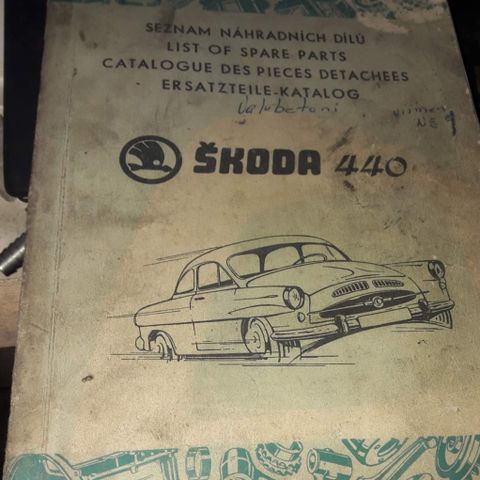 SEZNAM NÁHRADNÍCH DÍLŮ
LIST OF SPARE PARTS
CATALOGUE DES PIECES DETACHEES
ERSATZTEILE-KATALOG
ŠKODA 440